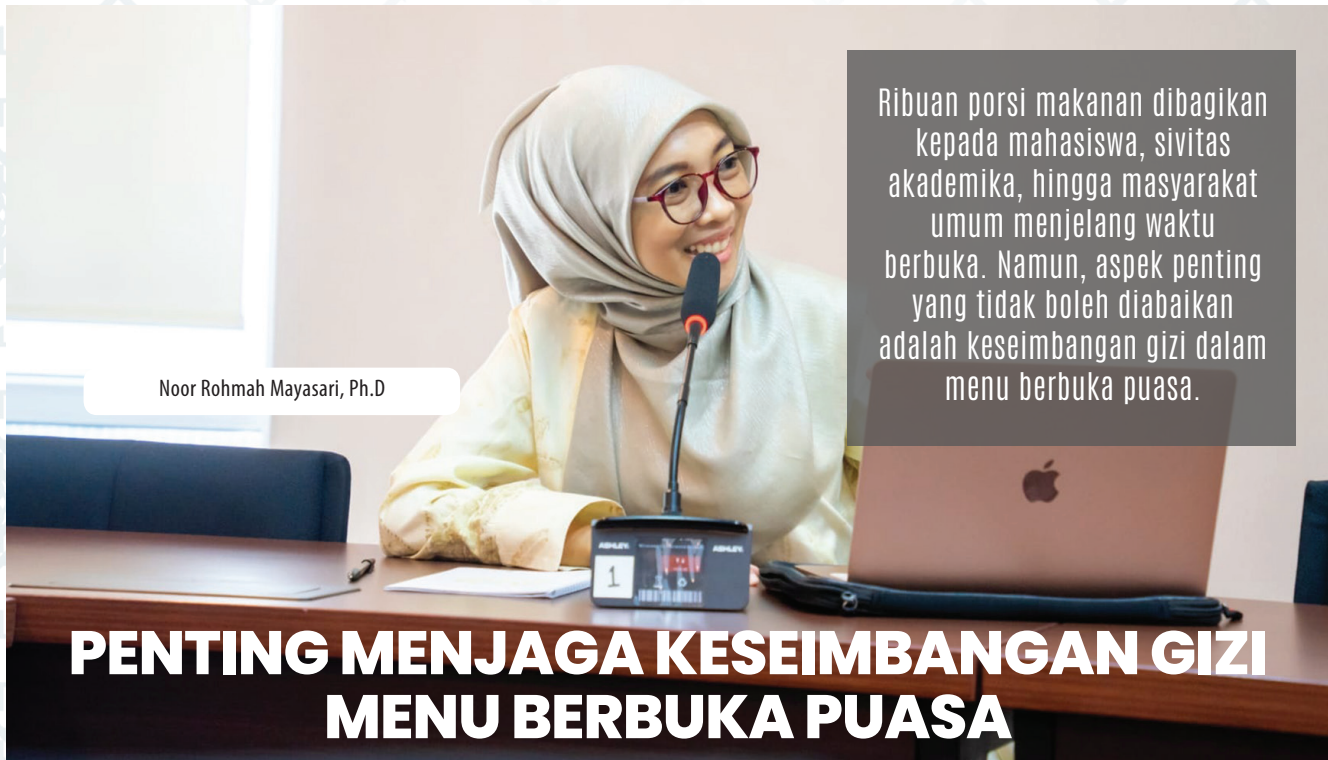 Ribuan porsi makanan dibagikan
kepada mahasiswa, sivitas
akademika, hingga masyarakat
umum menjelang waktu
berbuka. Namun, aspek penting
yang tidak boleh diabaikan
adalah keseimbangan gizi dalam
menu berbuka puasa.
Noor Rohmah Mayasari, Ph.D
ASHLEY ASHLEY
1
PENTING MENJAGA KESEIMBANGAN GIZI
MENU BERBUKA PUASA